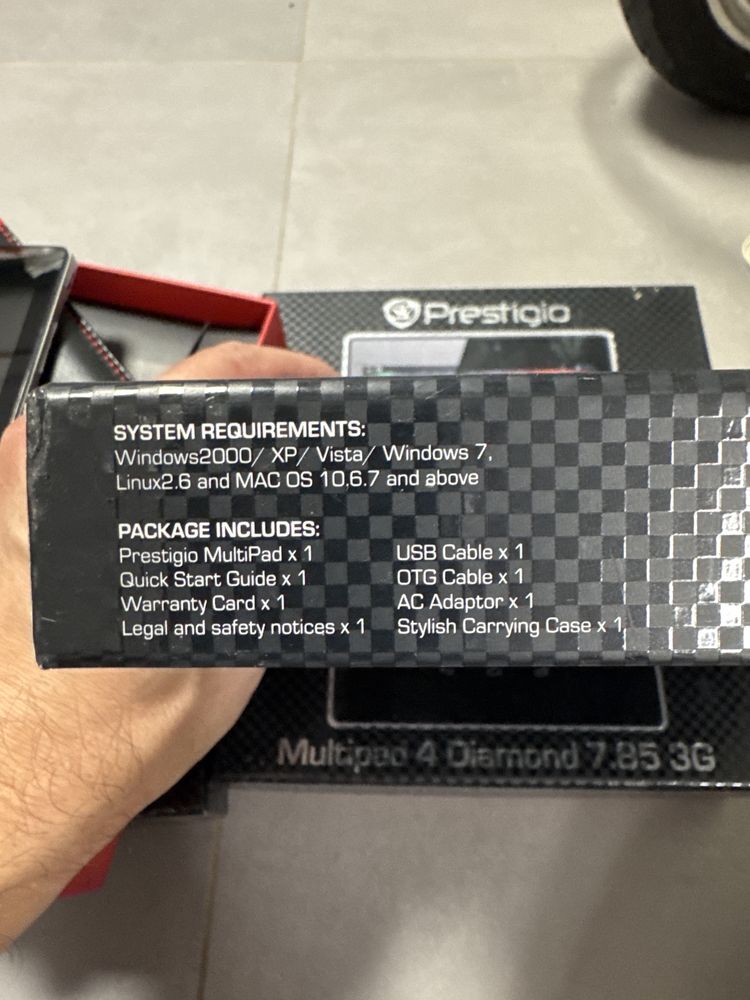 Prestigio
SYSTEM REQUIREMENTS:
Windows2000/ XP/ Vista/ Windows 7,
Linux2.6 and MAC OS 10.6.7 and above
PACKAGE INCLUDES:
Prestigio MultiPad x 1
Quick Start Guide x 1
Warranty Card x 1
Legal and safety notices x 1
USB Cable x 1
OTG Cable x 1
AC Adaptor x 1
Stylish Carrying Case x 1
Multipad 4 Diamond 7.85 3G